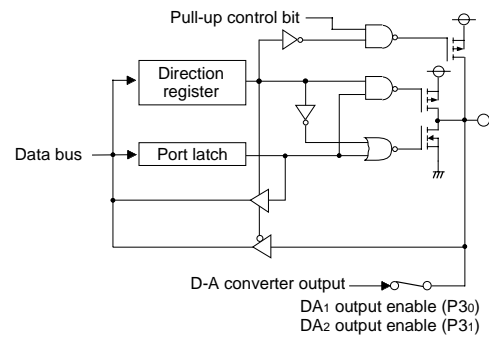 Pull-up control bit
Direction
register
Data bus
Port latch
D-A converter output
DA1 output enable (P30)
DA2 output enable (P31)